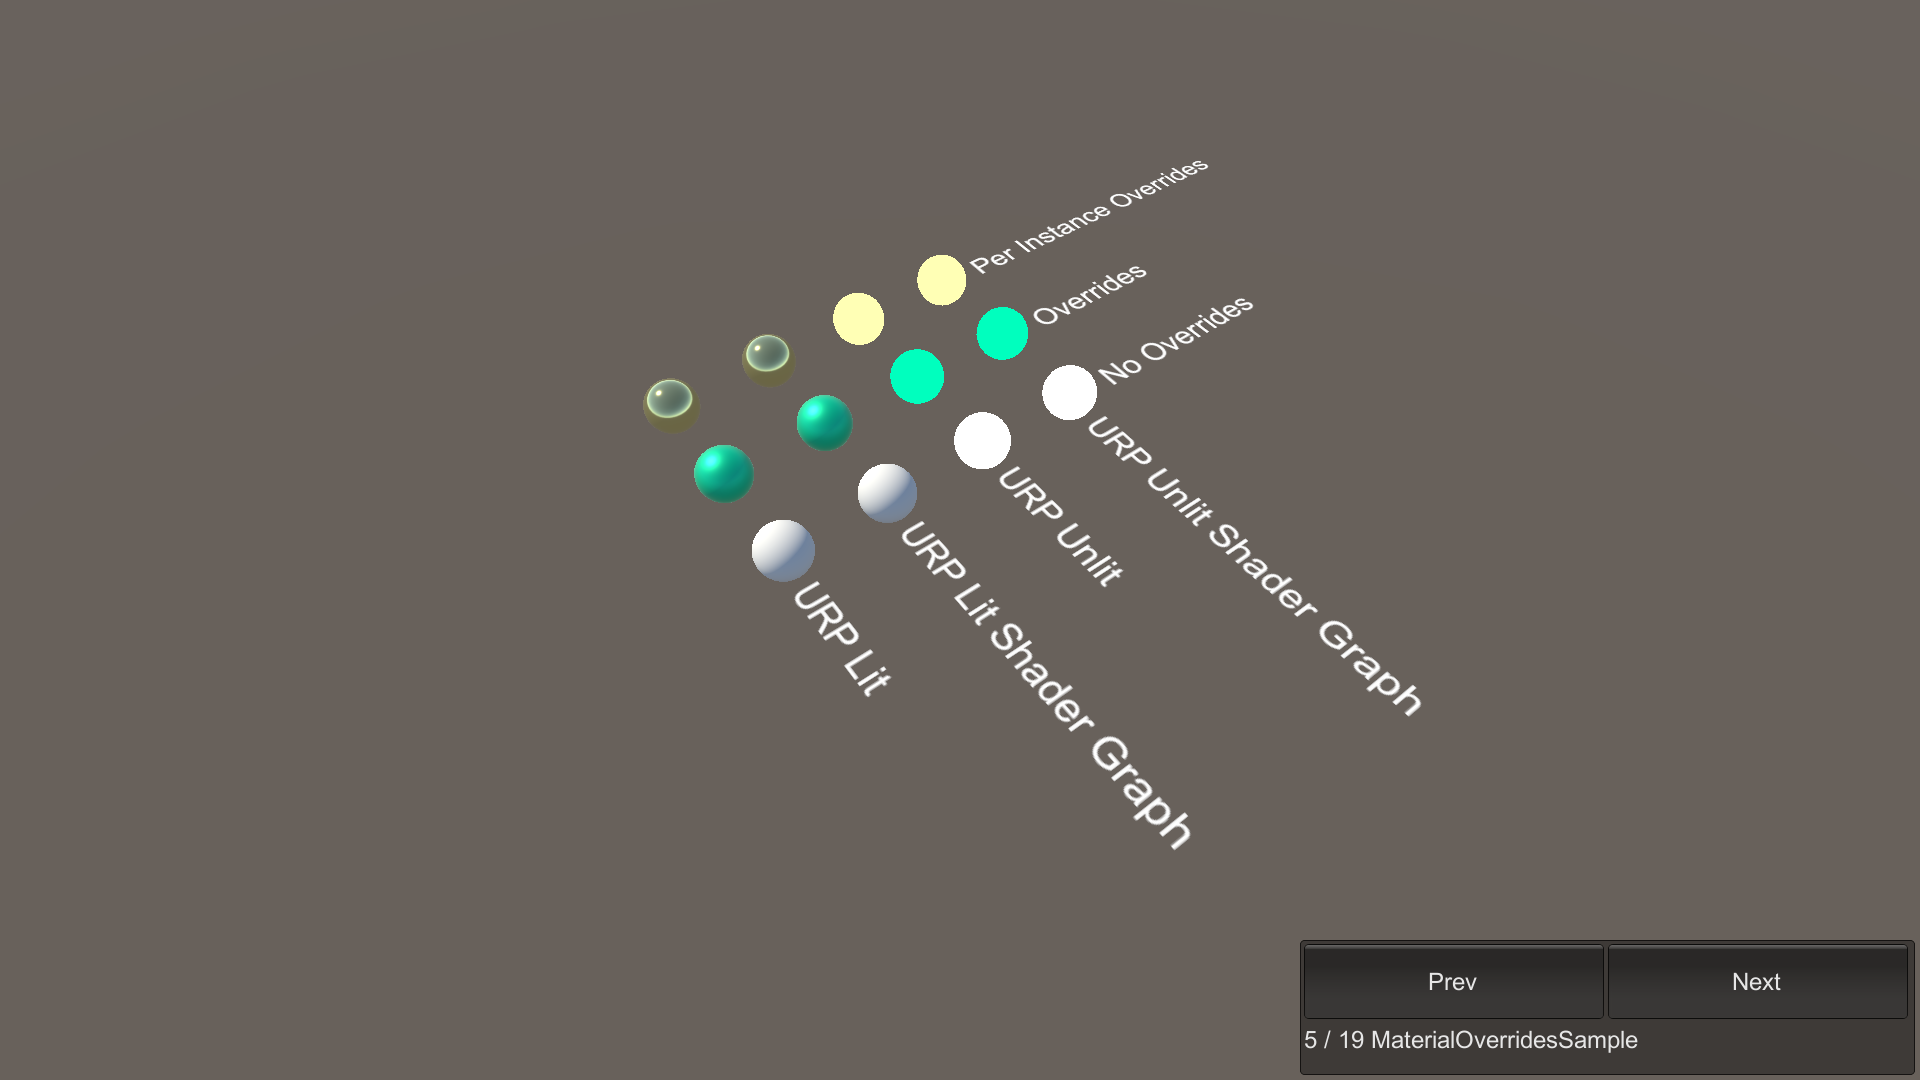 Per Instance Overrides
Overrides
No Overrides
URP Unlit Shader Graph
URP Unlit
URP Lit Shader Graph
URP Lit
Prev
Next
5 / 19 MaterialOverridesSample